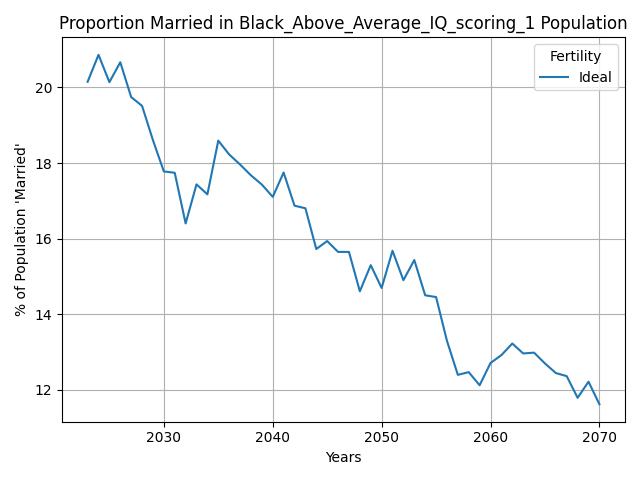 Proportion Married in Black_Above_Average_IQ_scoring_1 Population
Fertility
Ideal
% of Population 'Married'
20
18
16
14
12
2030 2040 2050 2060 2070
Years